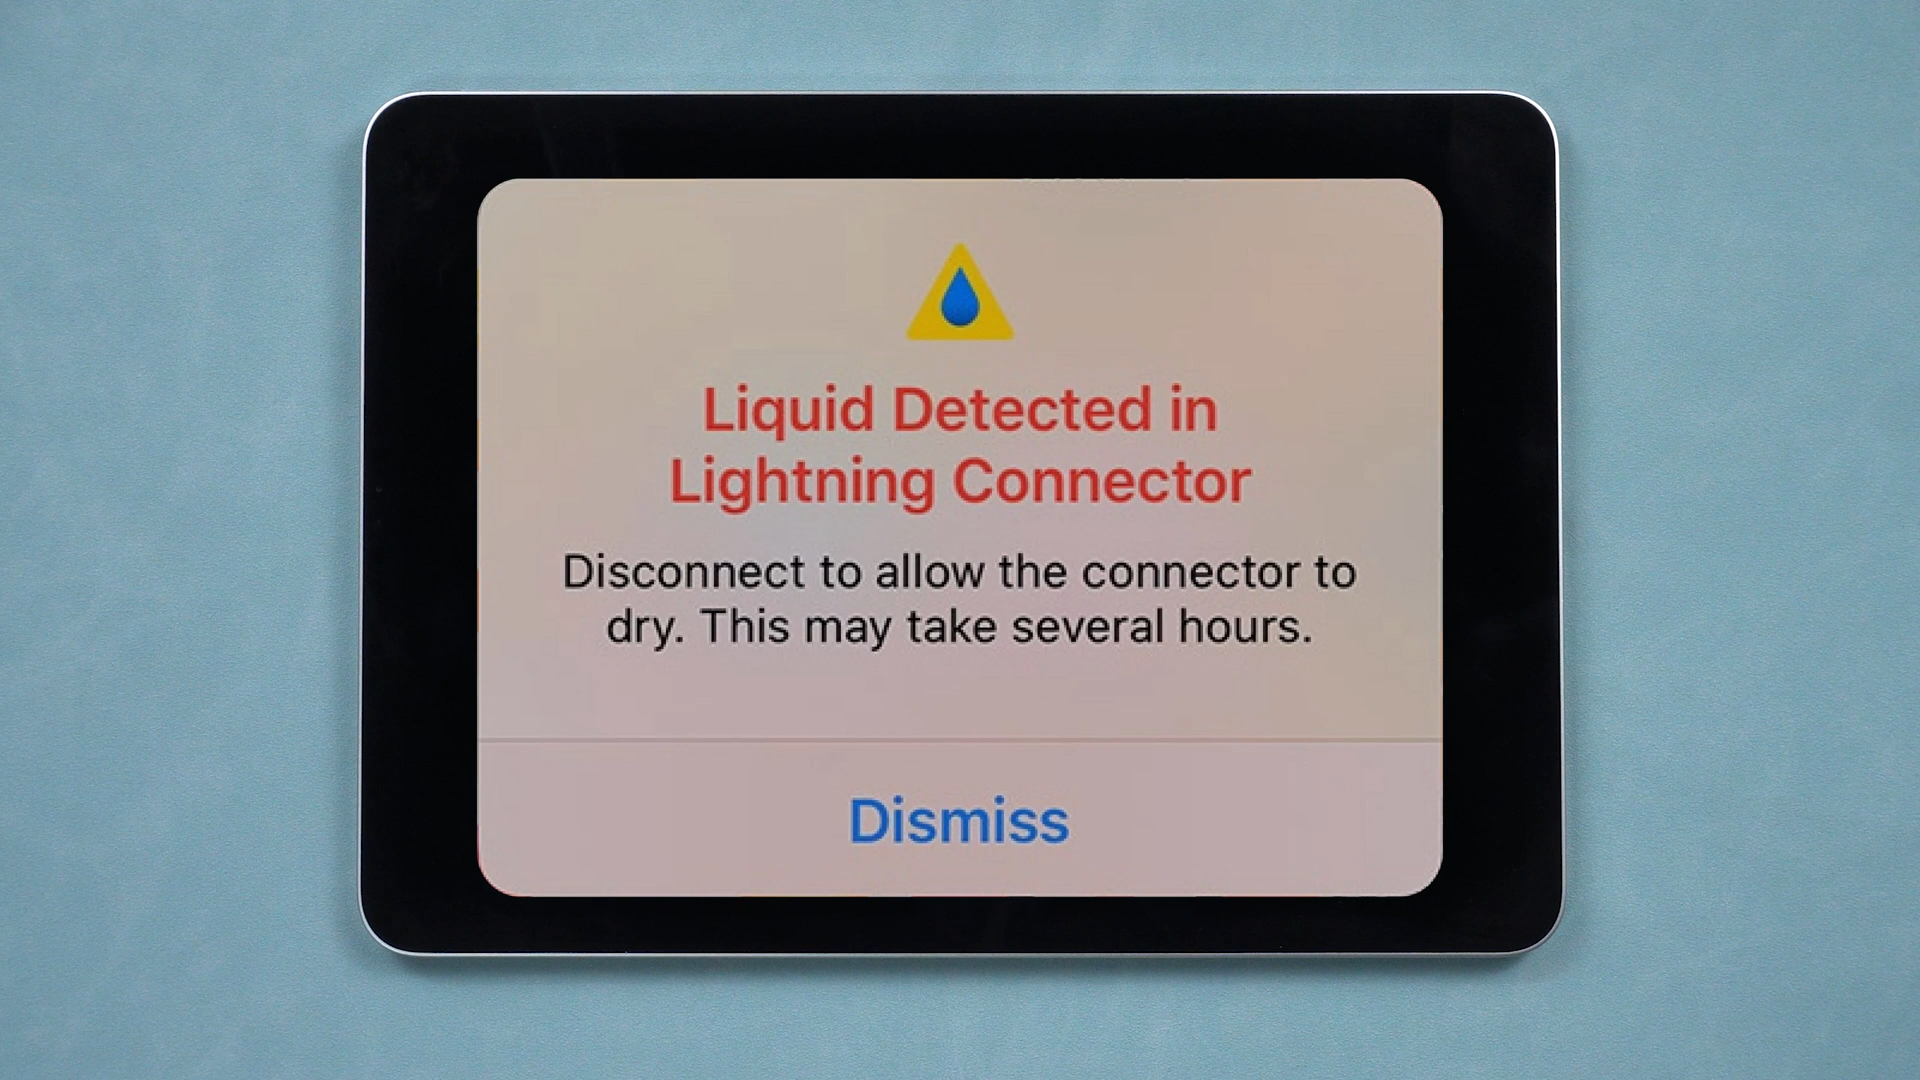 Liquid Detected in
Lightning Connector
Disconnect to allow the connector to
dry. This may take several hours.
Dismiss